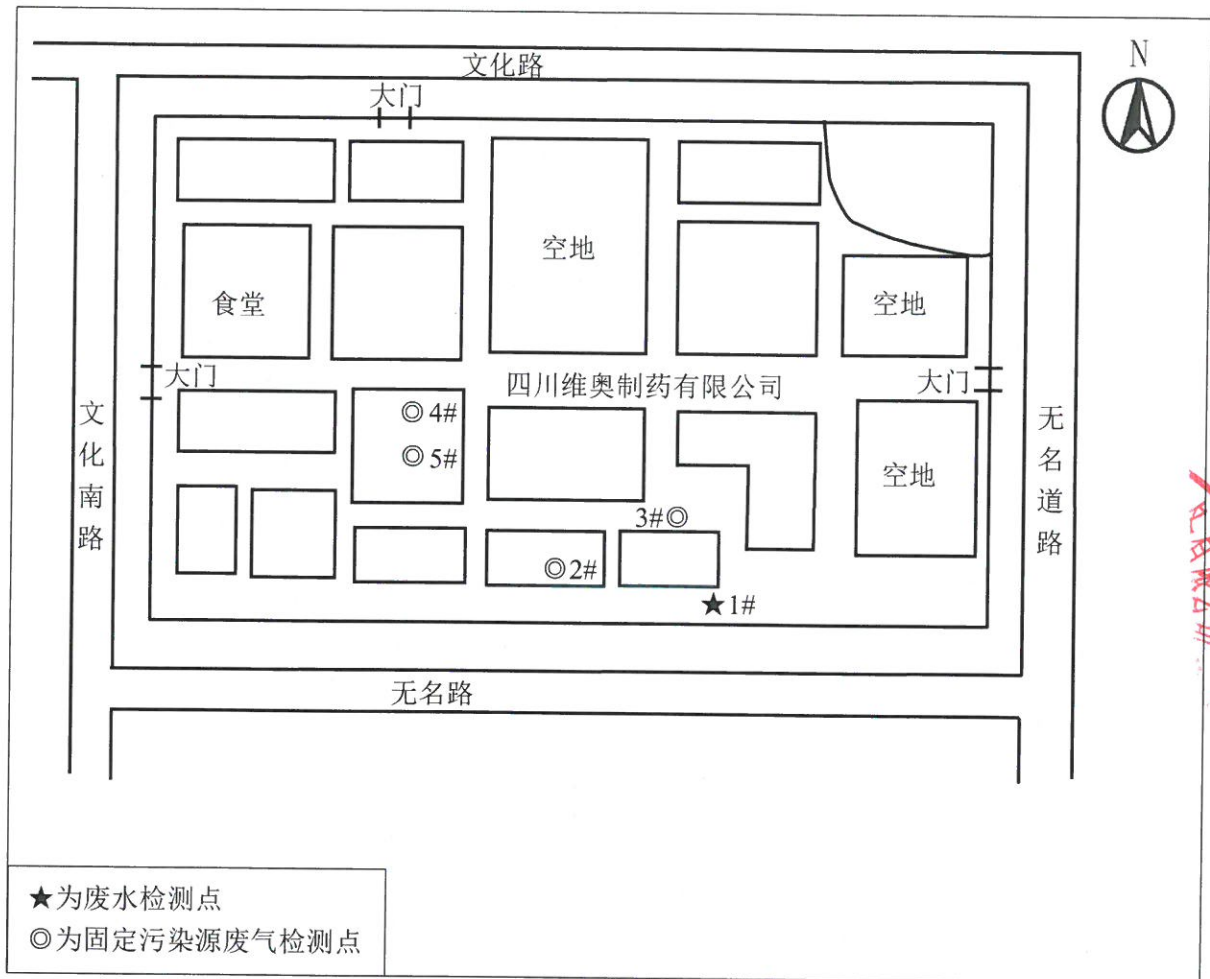 文化路
N
大门
空地
食堂
空地
大门
四川维奥制药有限公司
大门
◎4#
◎5#
空地
文化南路
无名道路
3#◎
◎2#
★1#
无名路
★为废水检测点
◎为固定污染源废气检测点